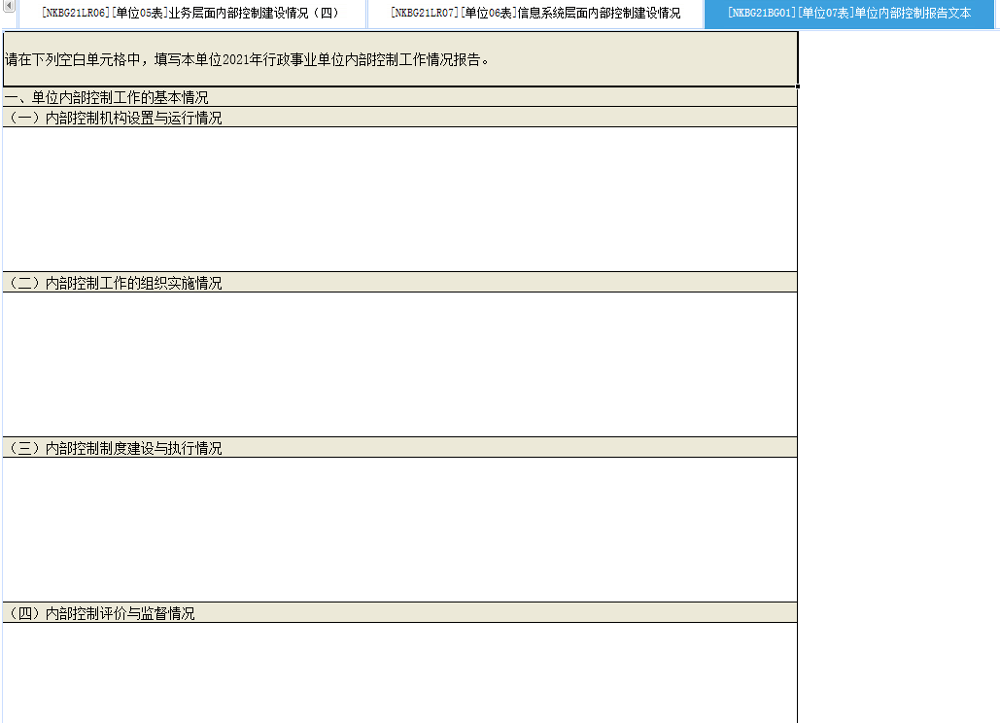 [NKBG21LR06][单位05表]业务层面内部控制建设情况（四）
[NKBG21LR07][单位06表]信息系统层面内部控制建设情况
[NKBG21BG01][单位07表]单位内部控制报告文本
请在下列空白单元格中，填写本单位2021年行政事业单位内部控制工作情况报告。
一、单位内部控制工作的基本情况
（一）内部控制机构设置与运行情况
（二）内部控制工作的组织实施情况
（三）内部控制制度建设与执行情况
（四）内部控制评价与监督情况